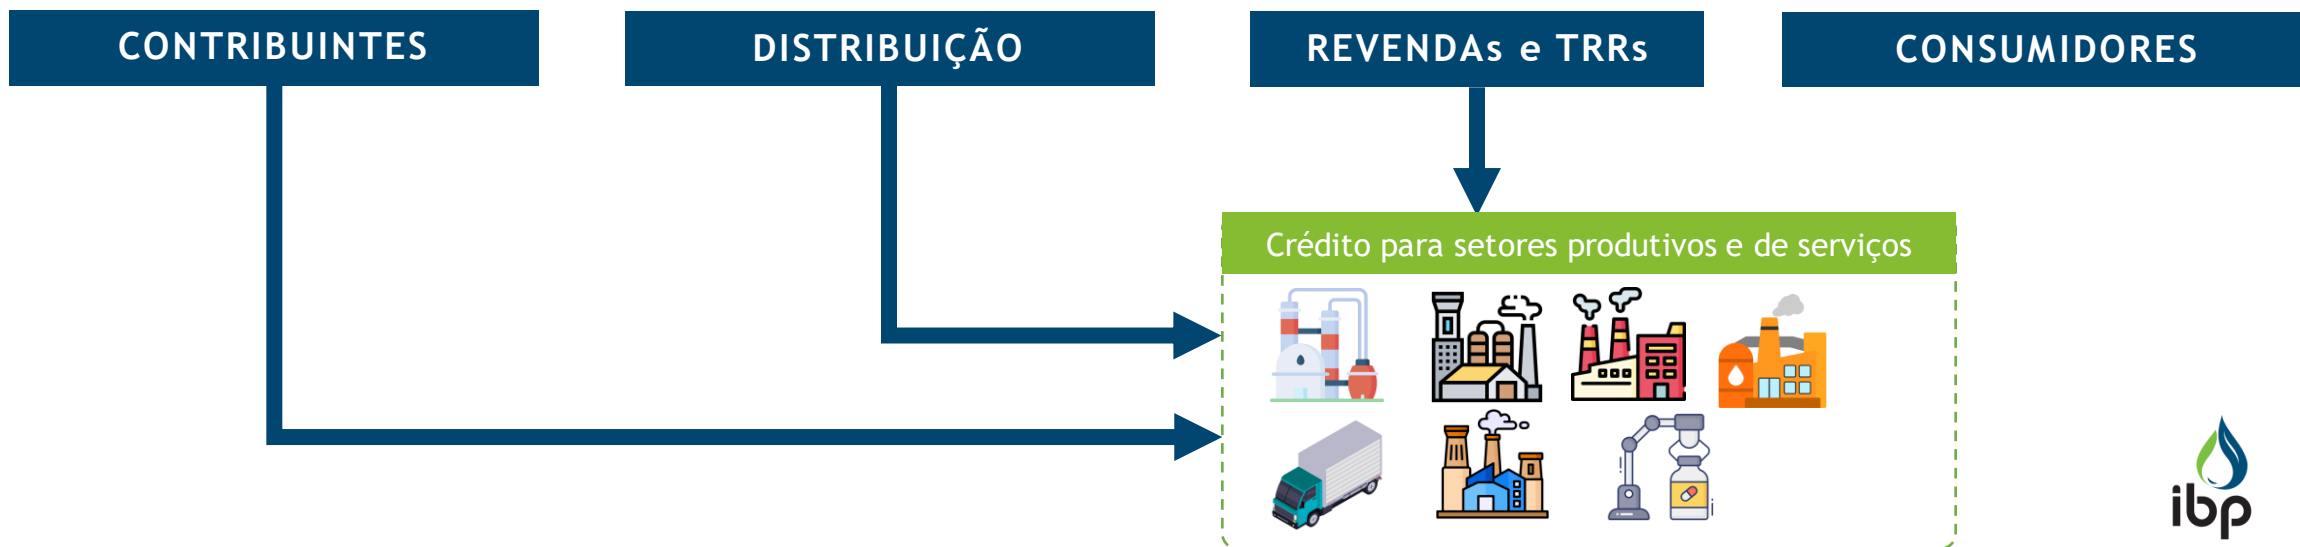 CONTRIBUINTES
DISTRIBUIÇÃO
REVENDAs e TRRs
CONSUMIDORES
Crédito para setores produtivos e de serviços
ibp